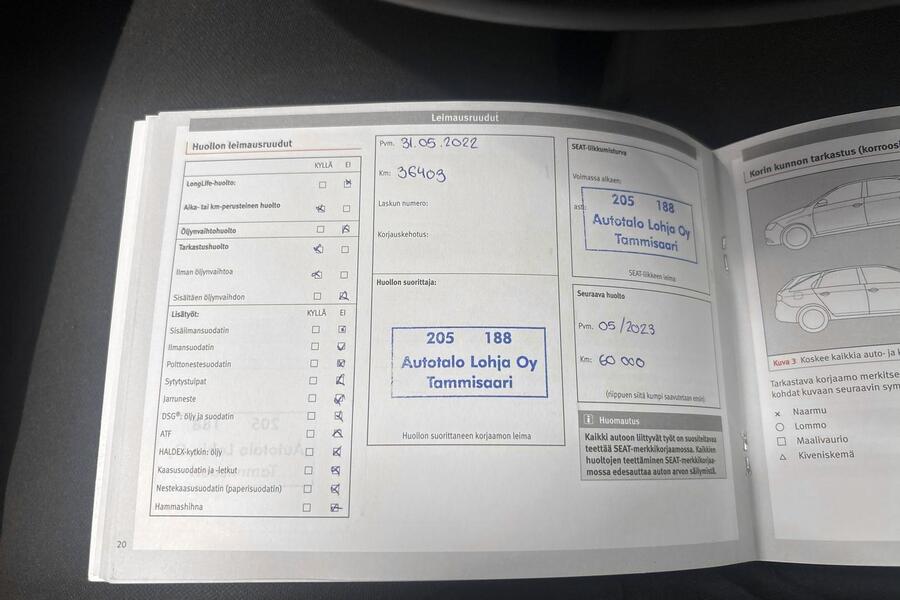 Leimausruudut
Huollon leimausruudut
KYLLÄ EI
LongLife-huolto:
Aika- tai km-perusteinen huolto
Öljynvaihtohuolto
Tarkastushuolto
Ilman öljynvaihtoa
Sisältäen öljynvaihdon
Lisätyöt: KYLLÄ EI
Sisäilmansuodatin
Ilmansuodatin
Polttonestesuodatin
Sytytystulpat
Jarruneste
DSG®: öljy ja suodatin
ATF
HALDEX-kytkin: öljy
Kaasusuodatin ja -letkut
Nestekaasusuodatin (paperisuodatin)
Hammashihna
20
Pvm. 31.05.2022
Km: 36409
Laskun numero:
Korjauskehotus:
Huollon suorittaja:
205 188
Autotalo Lohja Oy
Tammisaari
Huollon suorittaneen korjaamon leima
SEAT-liikkumisturva
Voimassa alkaen:
asti
205 188
Autotalo Lohja Oy
Tammisaari
SEAT-liikkeen leima
Seuraava huolto
Pvm. 05/2023
Km: 60 000
(riippuen siitä kumpi saavutetaan ensin)
i Huomautus
Kaikki autoon liittyvät työt on suositeltavaa
teettää SEAT-merkkikorjaamossa. Kaikkien
huoltojen teettäminen SEAT-merkkikorjaa-
mossa edesauttaa auton arvon säilymistä.
Korin kunnon tarkastus (korroos
Kuva 3 Koskee kaikkia auto- ja k
Tarkastava korjaamo merkitse
kohdat kuvaan seuraavin sym
× Naarmu
Lommo
Maalivaurio
Kiveniskemä